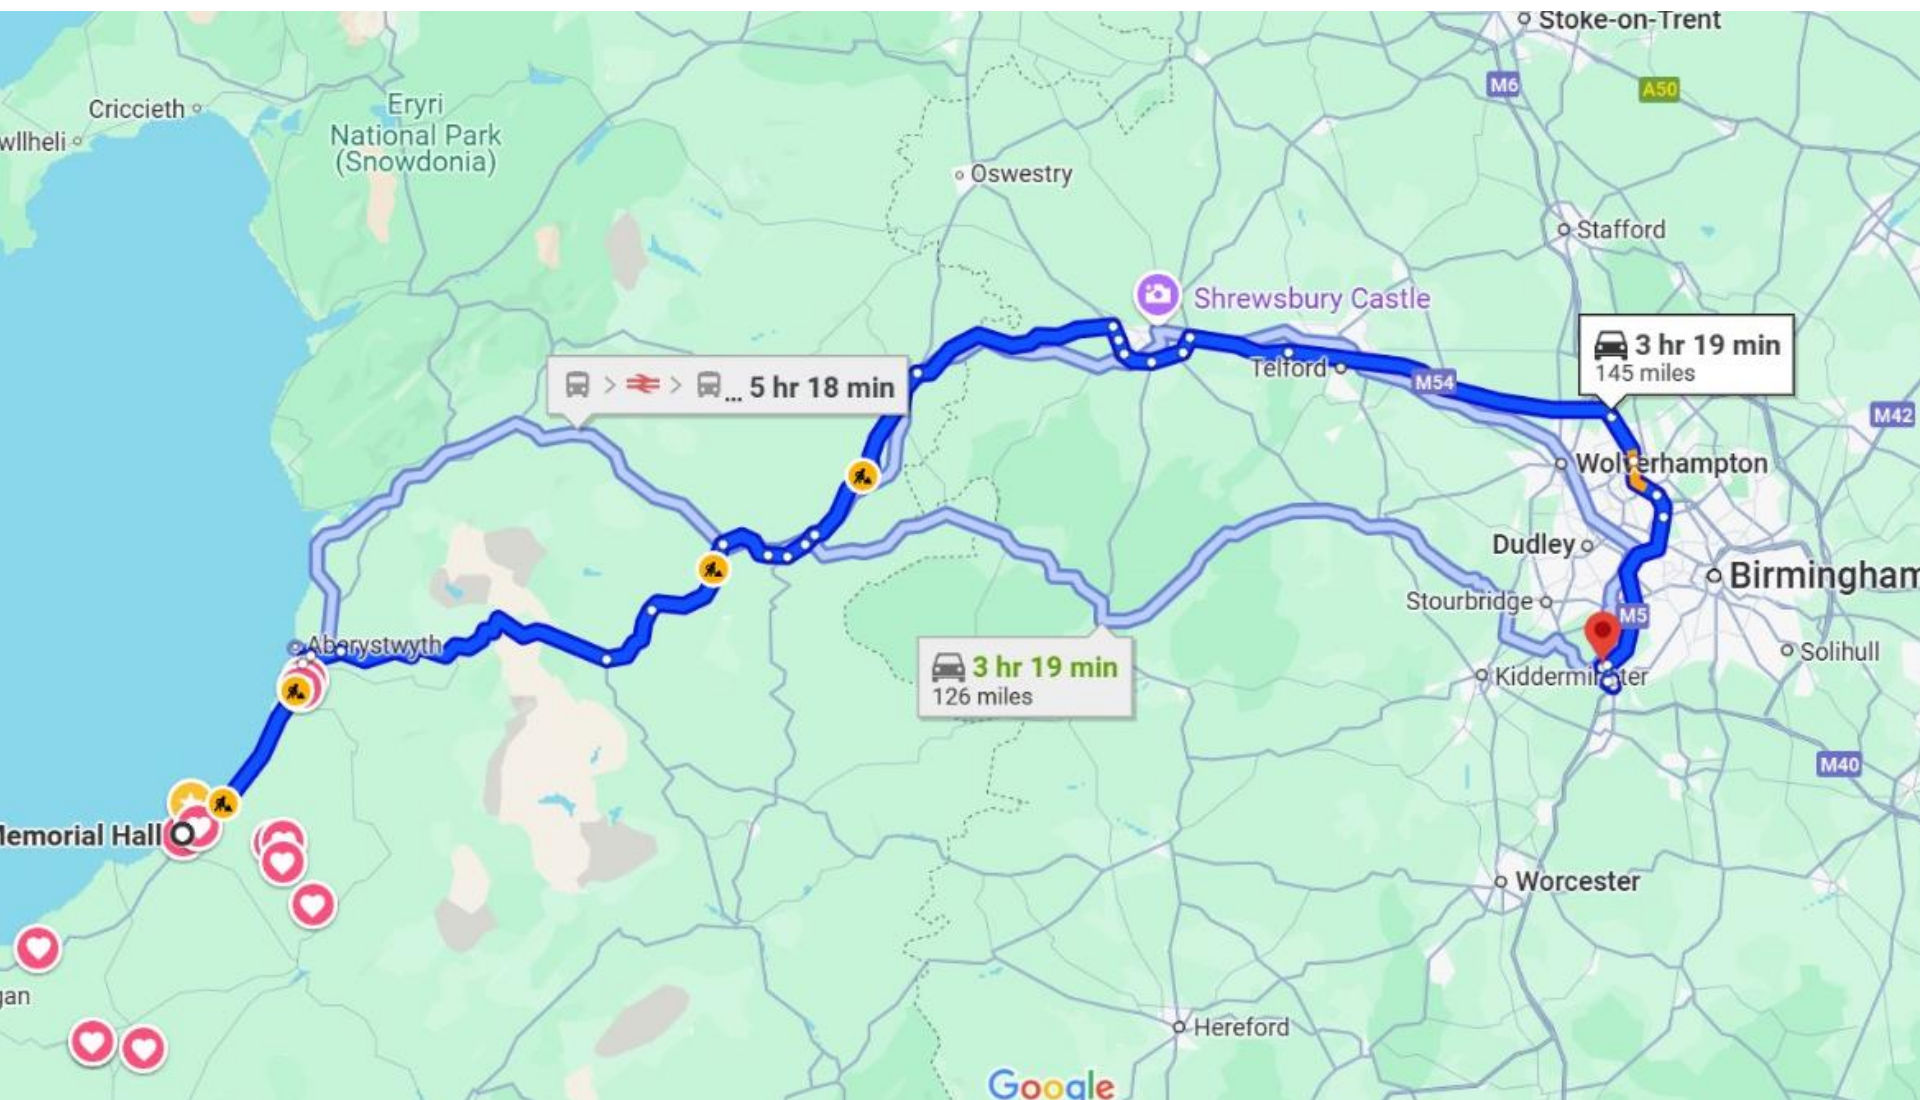 Stoke-on-Trent
M6
A50
Criccieth
wllheli
Eryri
National Park
(Snowdonia)
Oswestry
Stafford
Shrewsbury Castle
3 hr 19 min
145 miles
Telford
M54
... 5 hr 18 min
M42
Wolverhampton
Dudley
Birmingham
Stourbridge
M5
Aberystwyth
Solihull
3 hr 19 min
126 miles
Kidderminster
M40
Memorial Hall
Worcester
gan
Hereford
Google